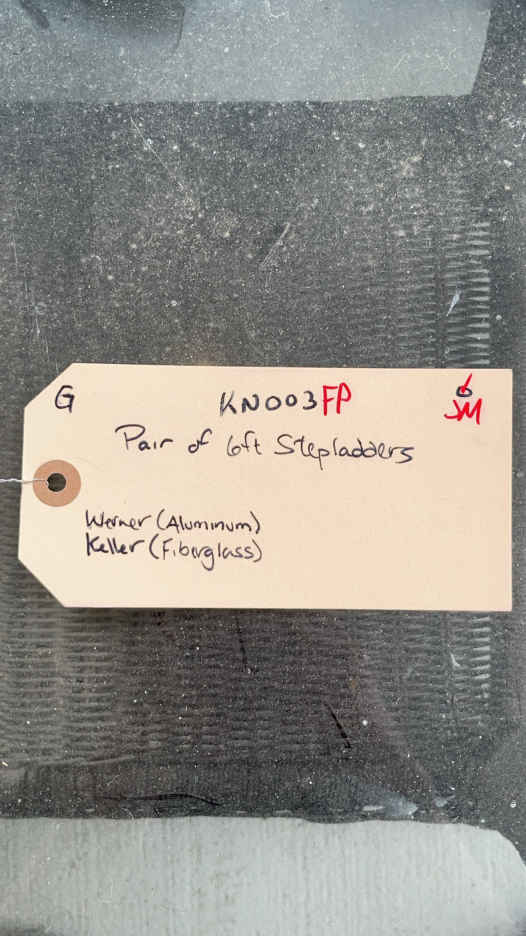 G KN003FP JM
Pair of 6ft Stepladders
Werner (Aluminum)
Keller (Fiberglass)